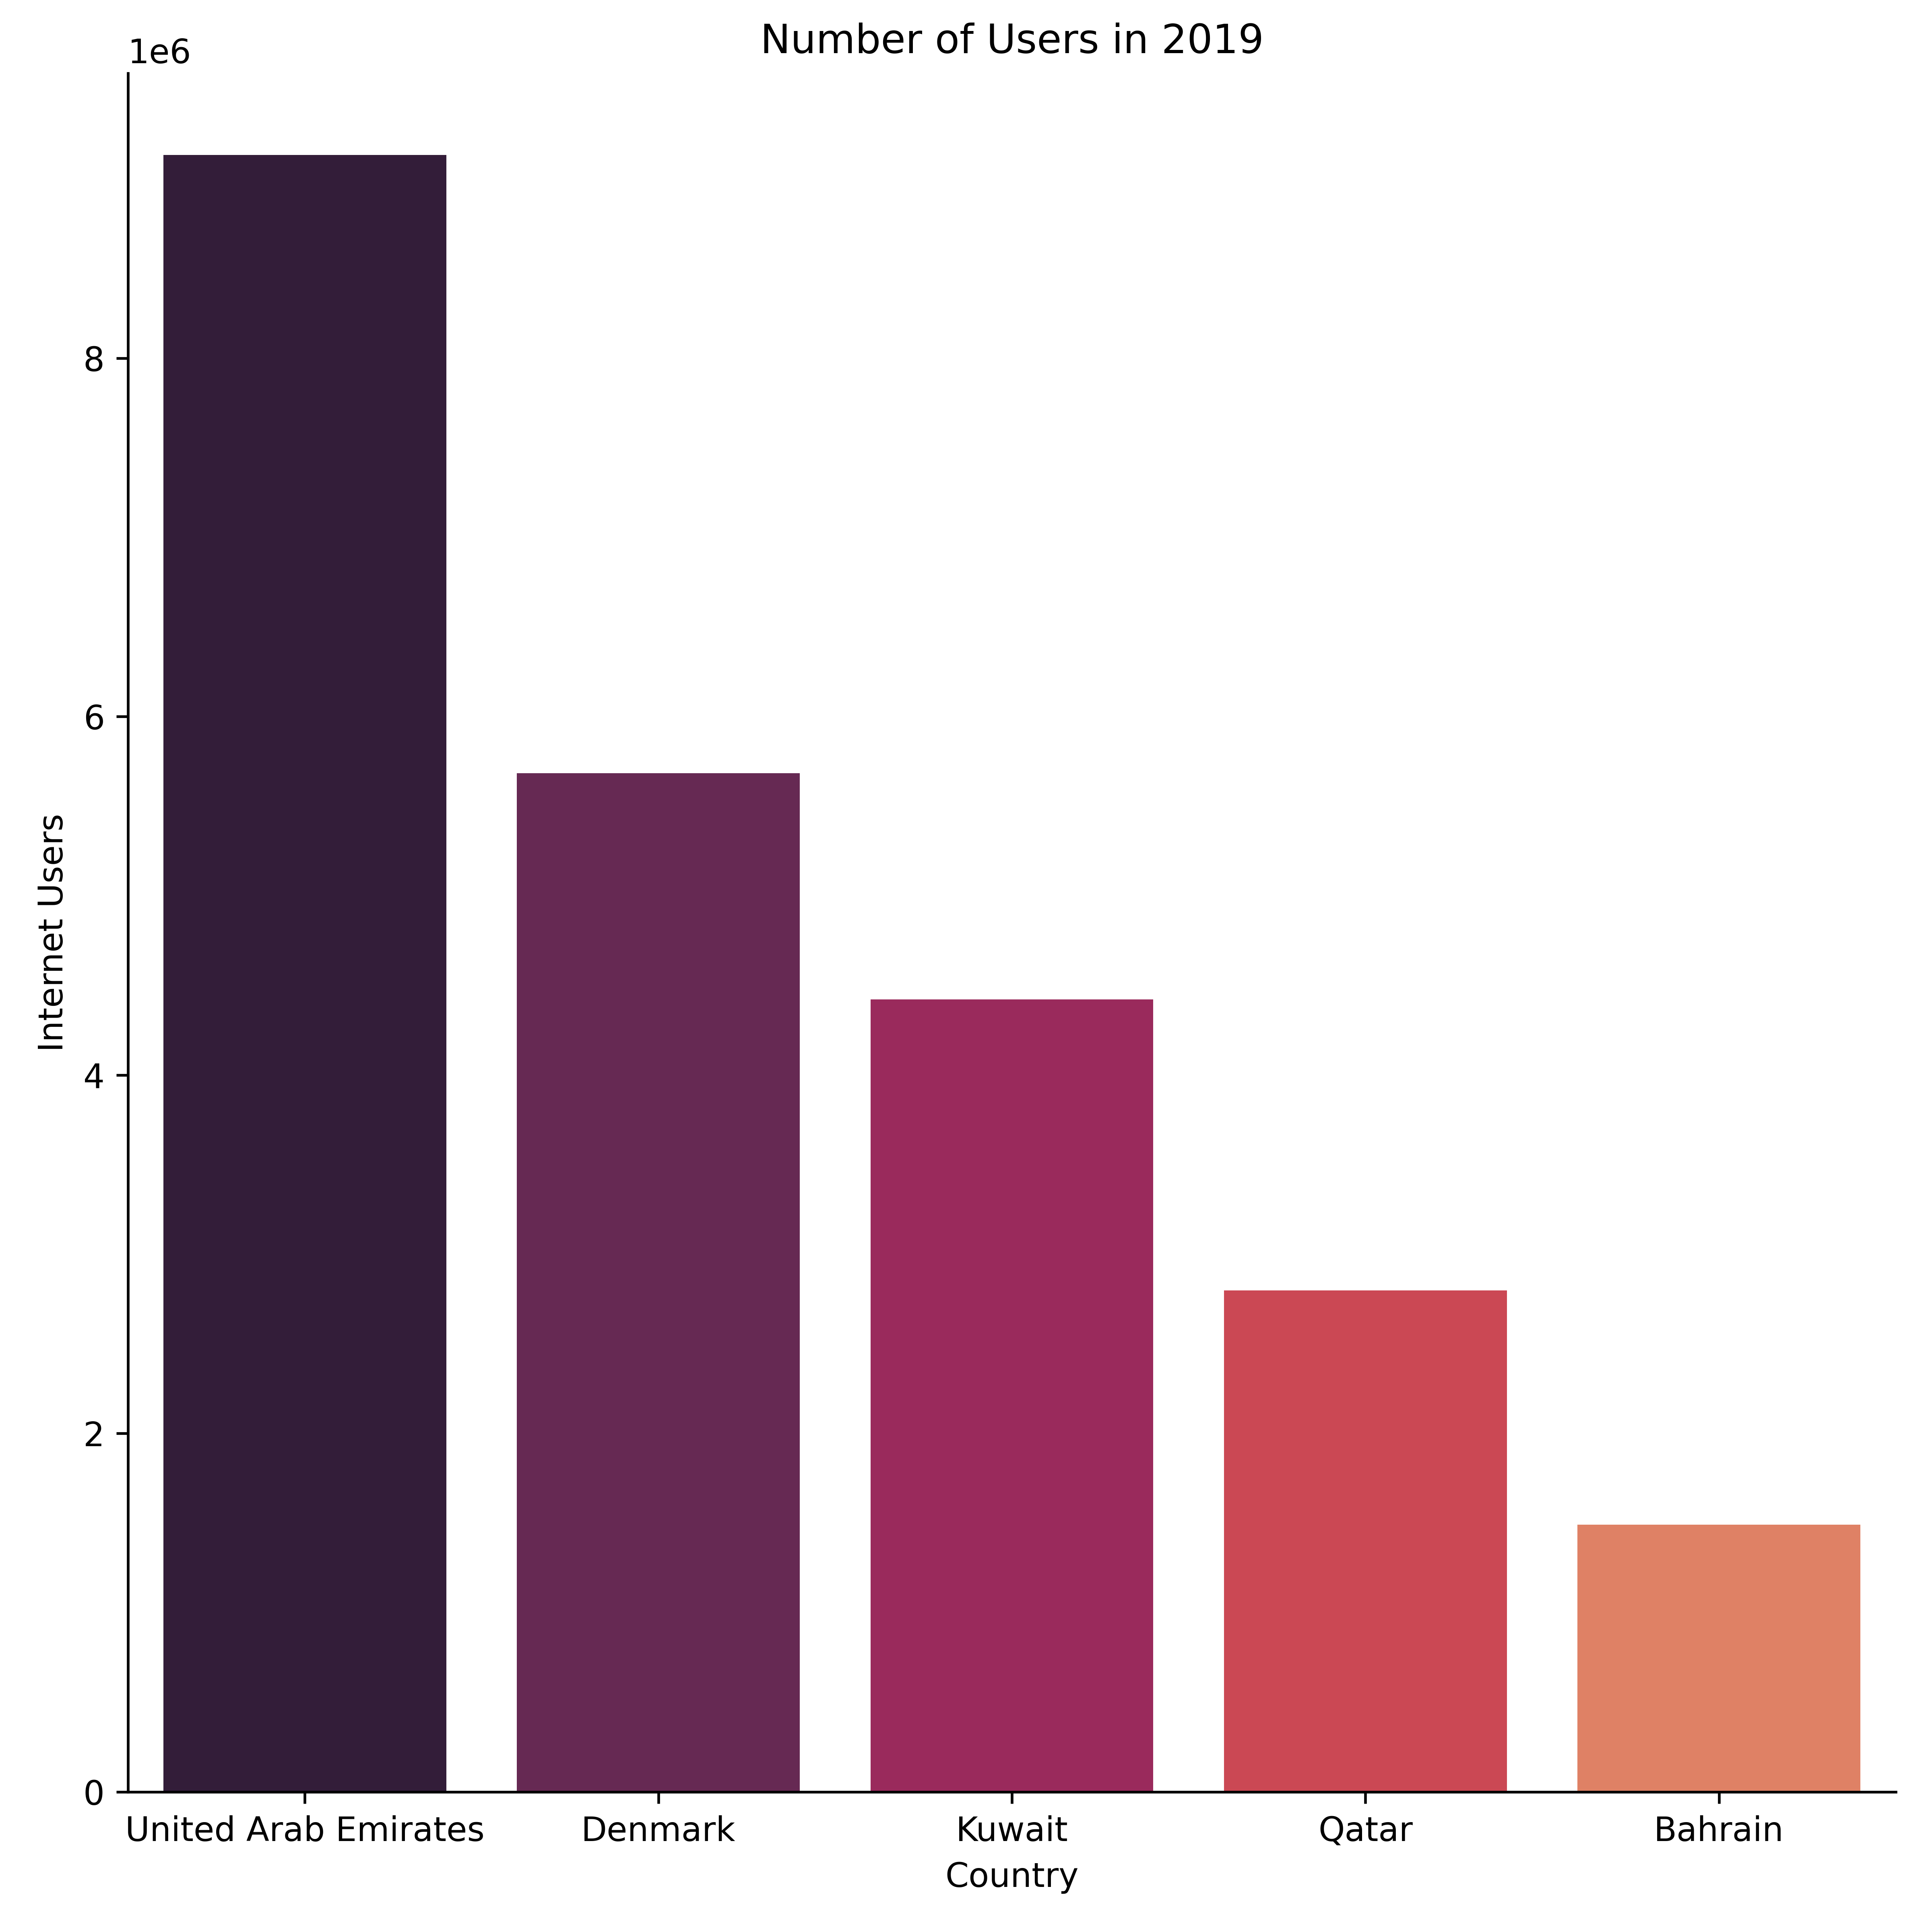 Number of Users in 2019
1e6
8
6
4
2
0
Internet Users
United Arab Emirates
Denmark
Kuwait
Qatar
Bahrain
Country